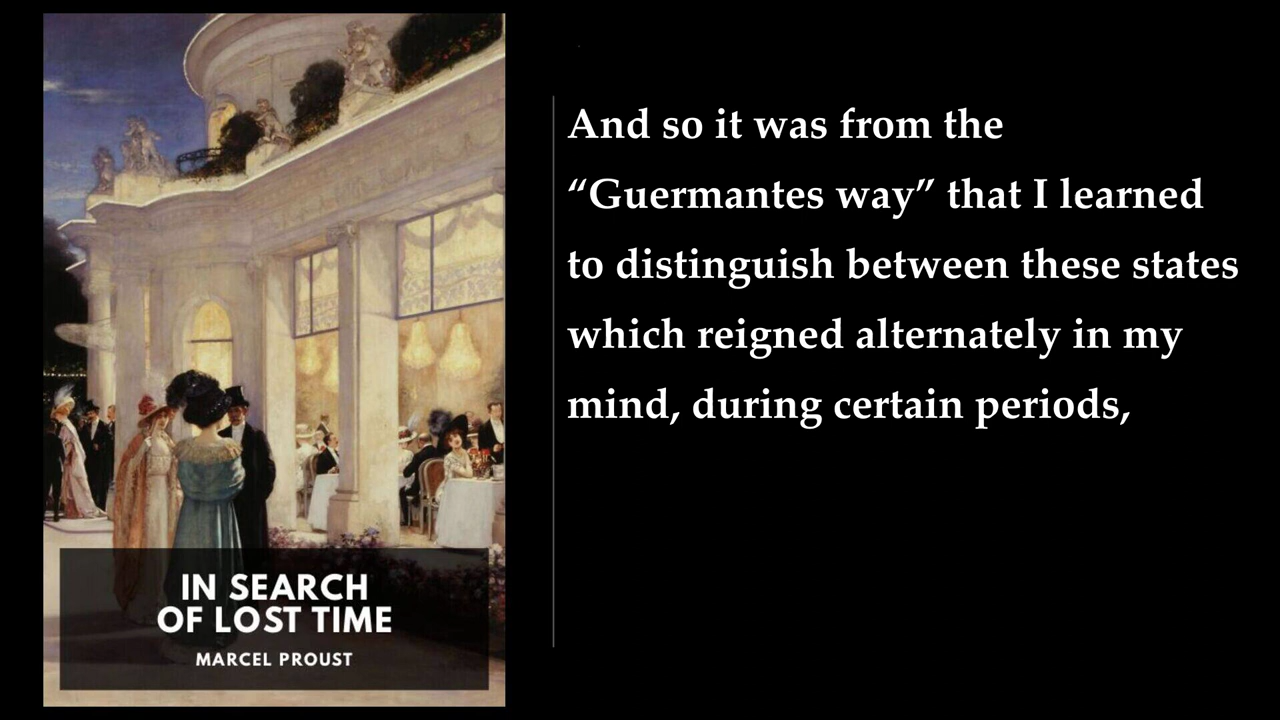 And so it was from the
“Guermantes way” that I learned
to distinguish between these states
which reigned alternately in my
mind, during certain periods,
IN SEARCH
OF LOST TIME
MARCEL PROUST